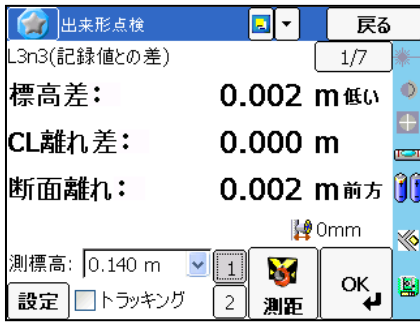 出来形点検 戻る
L3n3(記録値との差) 1/7
標高差: 0.002 m 低い
CL離れ差: 0.000 m
断面離れ: 0.002 m 前方
0mm
測標高: 0.140 m 1
設定 トラッキング 2 測距 OK